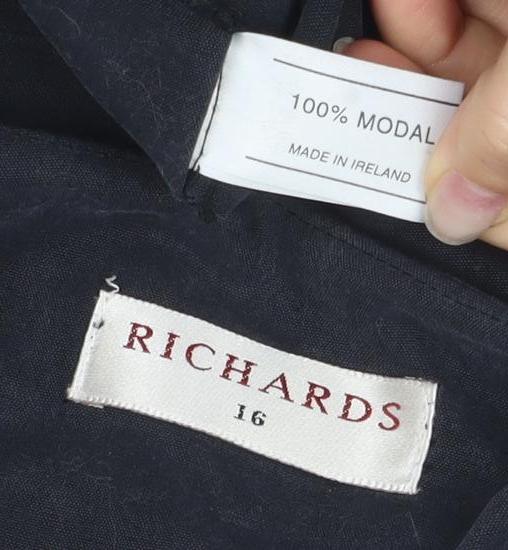 100% MODAL
MADE IN IRELAND
RICHARDS
16